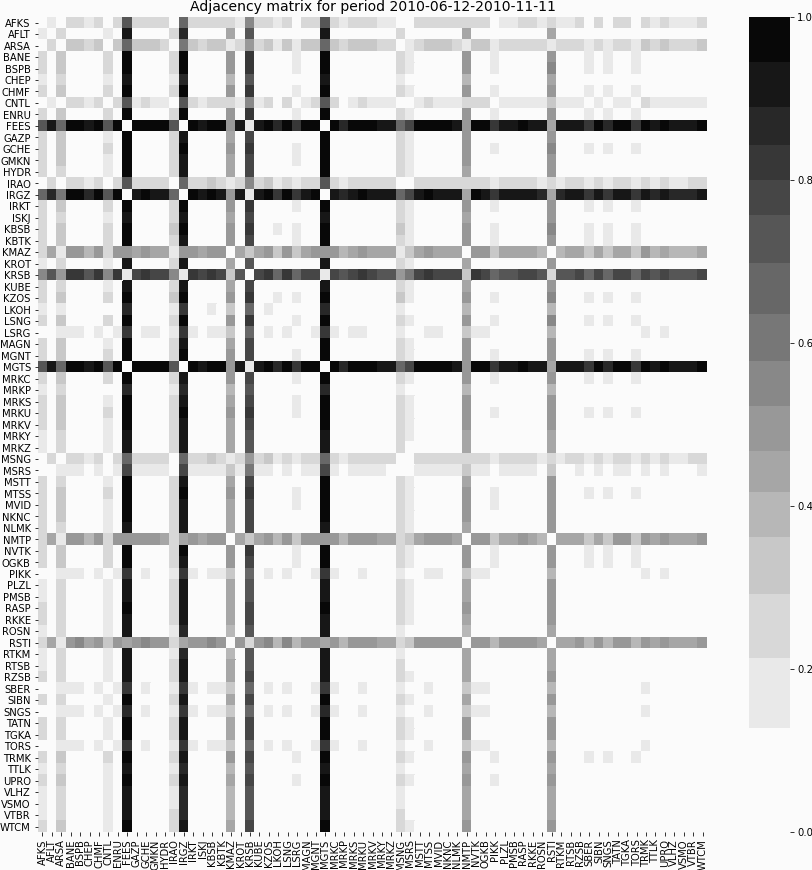 Adjacency matrix for period 2010-06-12-2010-11-11
AFKS
AFLT
ARSA
BANE
BSPB
CHEP
CHMF
CNTL
ENRU
FEES
GAZP
GCHE
GMKN
HYDR
IRAO
IRGZ
IRKT
ISKJ
KBSB
KBTK
KMAZ
KROT
KRSB
KUBE
KZOS
LKOH
LSNG
LSRG
MAGN
MGNT
MGTS
MRKC
MRKP
MRKS
MRKU
MRKV
MRKY
MRKZ
MSNG
MSRS
MSTT
MTSS
MVID
NKNC
NLMK
NMTP
NVTK
OGKB
PIKK
PLZL
PMSB
RASP
RKKE
ROSN
RSTI
RTKM
RTSB
RZSB
SBER
SIBN
SNGS
TATN
TGKA
TORS
TRMK
TTLK
UPRO
VLHZ
VSMO
VTBR
WTCM
AFKS
AFLT
ARSA
BANE
BSPB
CHEP
CHMF
CNTL
ENRU
FEES
GAZP
GCHE
GMKN
HYDR
IRAO
IRGZ
IRKT
ISKJ
KBSB
KBTK
KMAZ
KROT
KRSB
KUBE
KZOS
LKOH
LSNG
LSRG
MAGN
MGNT
MGTS
MRKC
MRKP
MRKS
MRKU
MRKV
MRKY
MRKZ
MSNG
MSRS
MSTT
MTSS
MVID
NKNC
NLMK
NMTP
NVTK
OGKB
PIKK
PLZL
PMSB
RASP
RKKE
ROSN
RSTI
RTKM
RTSB
RZSB
SBER
SIBN
SNGS
TATN
TGKA
TORS
TRMK
TTLK
UPRO
VLHZ
VSMO
VTBR
WTCM
1.0
0.8
0.6
0.4
0.2
0.0